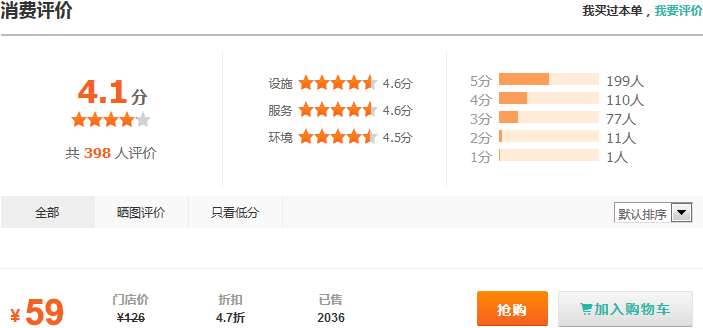 消费评价
我买过本单，我要评价
4.1分
共 398 人评价
设施 4.6分
服务 4.6分
环境 4.5分
5分 199人
4分 110人
3分 77人
2分 11人
1分 1人
全部 晒图评价 只看低分 默认排序
门店价 折扣 已售
¥59 ¥126 4.7折 2036 抢购 加入购物车